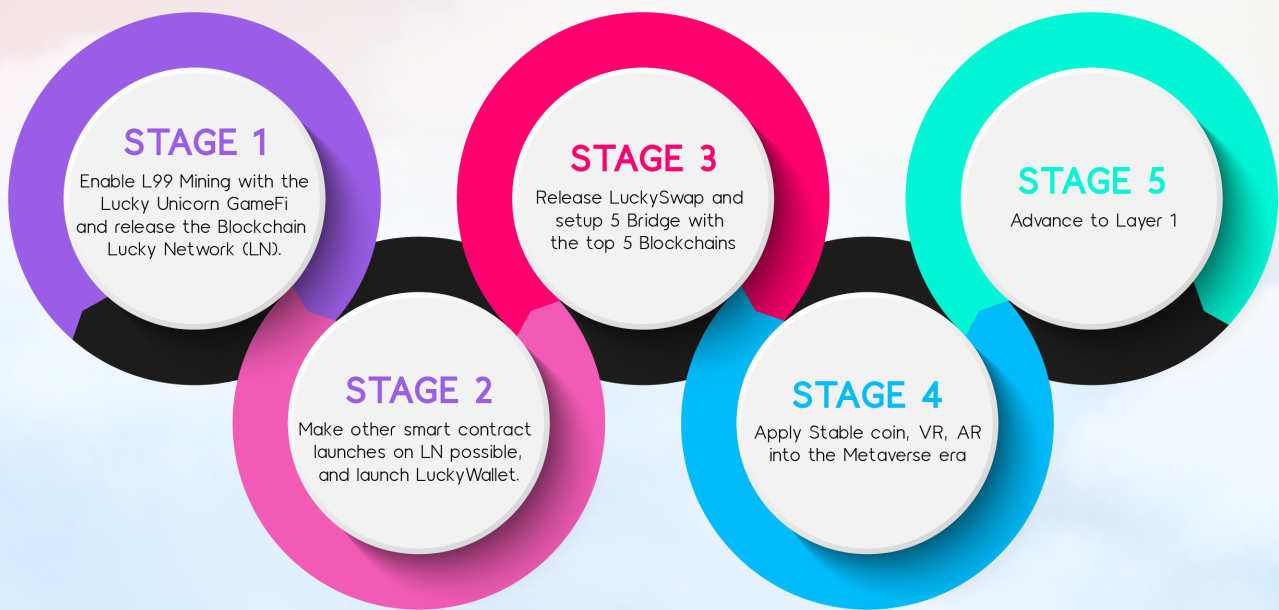 STAGE 1
Enable L99 Mining with the
Lucky Unicorn GameFi
and release the Blockchain
Lucky Network (LN).
STAGE 2
Make other smart contract
launches on LN possible,
and launch LuckyWallet.
STAGE 3
Release LuckySwap and
setup 5 Bridge with
the top 5 Blockchains
STAGE 4
Apply Stable coin, VR, AR
into the Metaverse era
STAGE 5
Advance to Layer 1